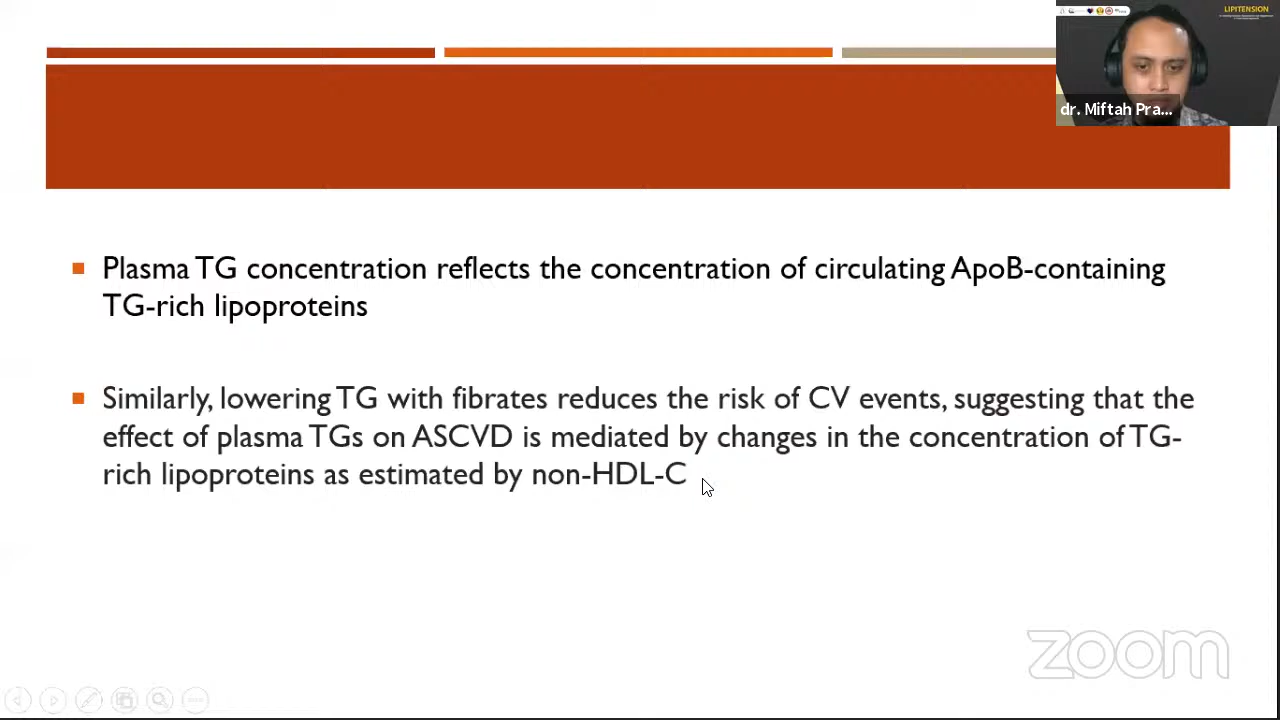 LIPITENSION
dr. Miftah Pra...
Plasma TG concentration reflects the concentration of circulating ApoB-containing
TG-rich lipoproteins
Similarly, lowering TG with fibrates reduces the risk of CV events, suggesting that the
effect of plasma TGs on ASCVD is mediated by changes in the concentration of TG-
rich lipoproteins as estimated by non-HDL-C
zoom